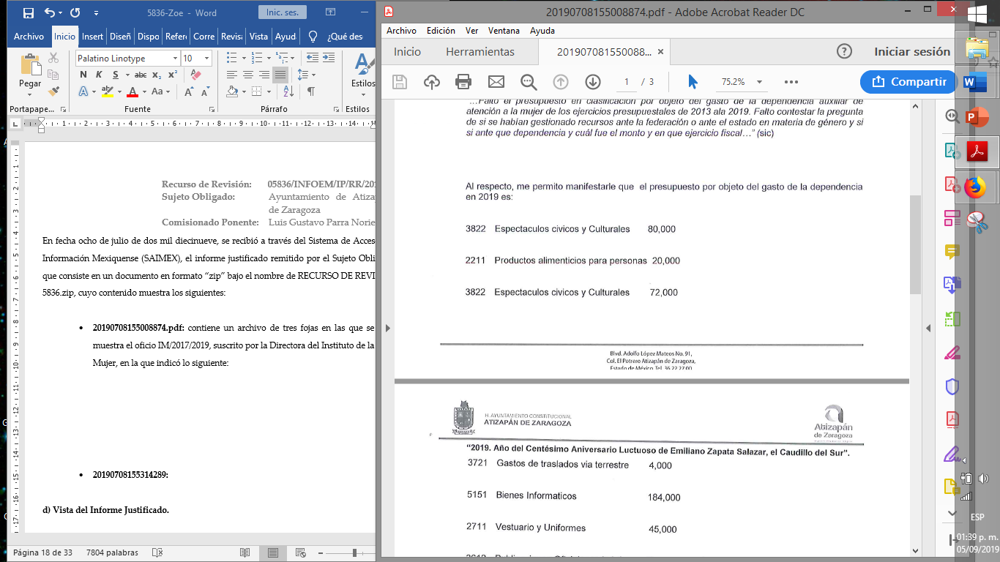 5836-Zoe - Word
Inic. ses.
Archivo Inicio Insert Diseñ Dispo Refere Corre Revisa Vista Ayud ¿Qué des
Pegar
Palatino Linotype 10
N K S abc x₂ x²
Aa
Estilos
Portapape... Fuente Párrafo Estilos
Recurso de Revisión: 05836/INFOEM/IP/RR/201
Sujeto Obligado: Ayuntamiento de Atizap
de Zaragoza
Comisionado Ponente: Luis Gustavo Parra Norie
En fecha ocho de julio de dos mil diecinueve, se recibió a través del Sistema de Acceso
Información Mexiquense (SAIMEX), el informe justificado remitido por el Sujeto Obli
que consiste en un documento en formato “zip” bajo el nombre de RECURSO DE REVI
5836.zip, cuyo contenido muestra los siguientes:
• 20190708155008874.pdf: contiene un archivo de tres fojas en las que se
muestra el oficio IM/2017/2019, suscrito por la Directora del Instituto de la
Mujer, en la que indicó lo siguiente:
• 20190708155314289:
d) Vista del Informe Justificado.
Página 18 de 33 7804 palabras
20190708155008874.pdf - Adobe Acrobat Reader DC
Archivo Edición Ver Ventana Ayuda
Inicio Herramientas 201907081550088... × Iniciar sesión
1 / 3 75.2% Compartir
“…Falto el presupuesto en clasificación por objeto del gasto de la dependencia auxiliar de
atención a la mujer de los ejercicios presupuestales de 2013 ala 2019. Falto contestar la pregunta
de si se habían gestionado recursos ante la federación o ante el estado en materia de género y si
si ante que dependencia y cuál fue el monto y en que ejercicio fiscal…” (sic)
Al respecto, me permito manifestarle que el presupuesto por objeto del gasto de la dependencia
en 2019 es:
3822 Espectaculos civicos y Culturales 80,000
2211 Productos alimenticios para personas 20,000
3822 Espectaculos civicos y Culturales 72,000
Blvd. Adolfo López Mateos No. 91,
Col. El Potrero Atizapán de Zaragoza,
Estado de México, Tel. 36 22 27 00
H. AYUNTAMIENTO CONSTITUCIONAL
ATIZAPÁN DE ZARAGOZA
Atizapán
de Zaragoza
“2019. Año del Centésimo Aniversario Luctuoso de Emiliano Zapata Salazar, el Caudillo del Sur”.
3721 Gastos de traslados via terrestre 4,000
5151 Bienes Informaticos 184,000
2711 Vestuario y Uniformes 45,000
ESP
01:39 p. m.
05/09/2019